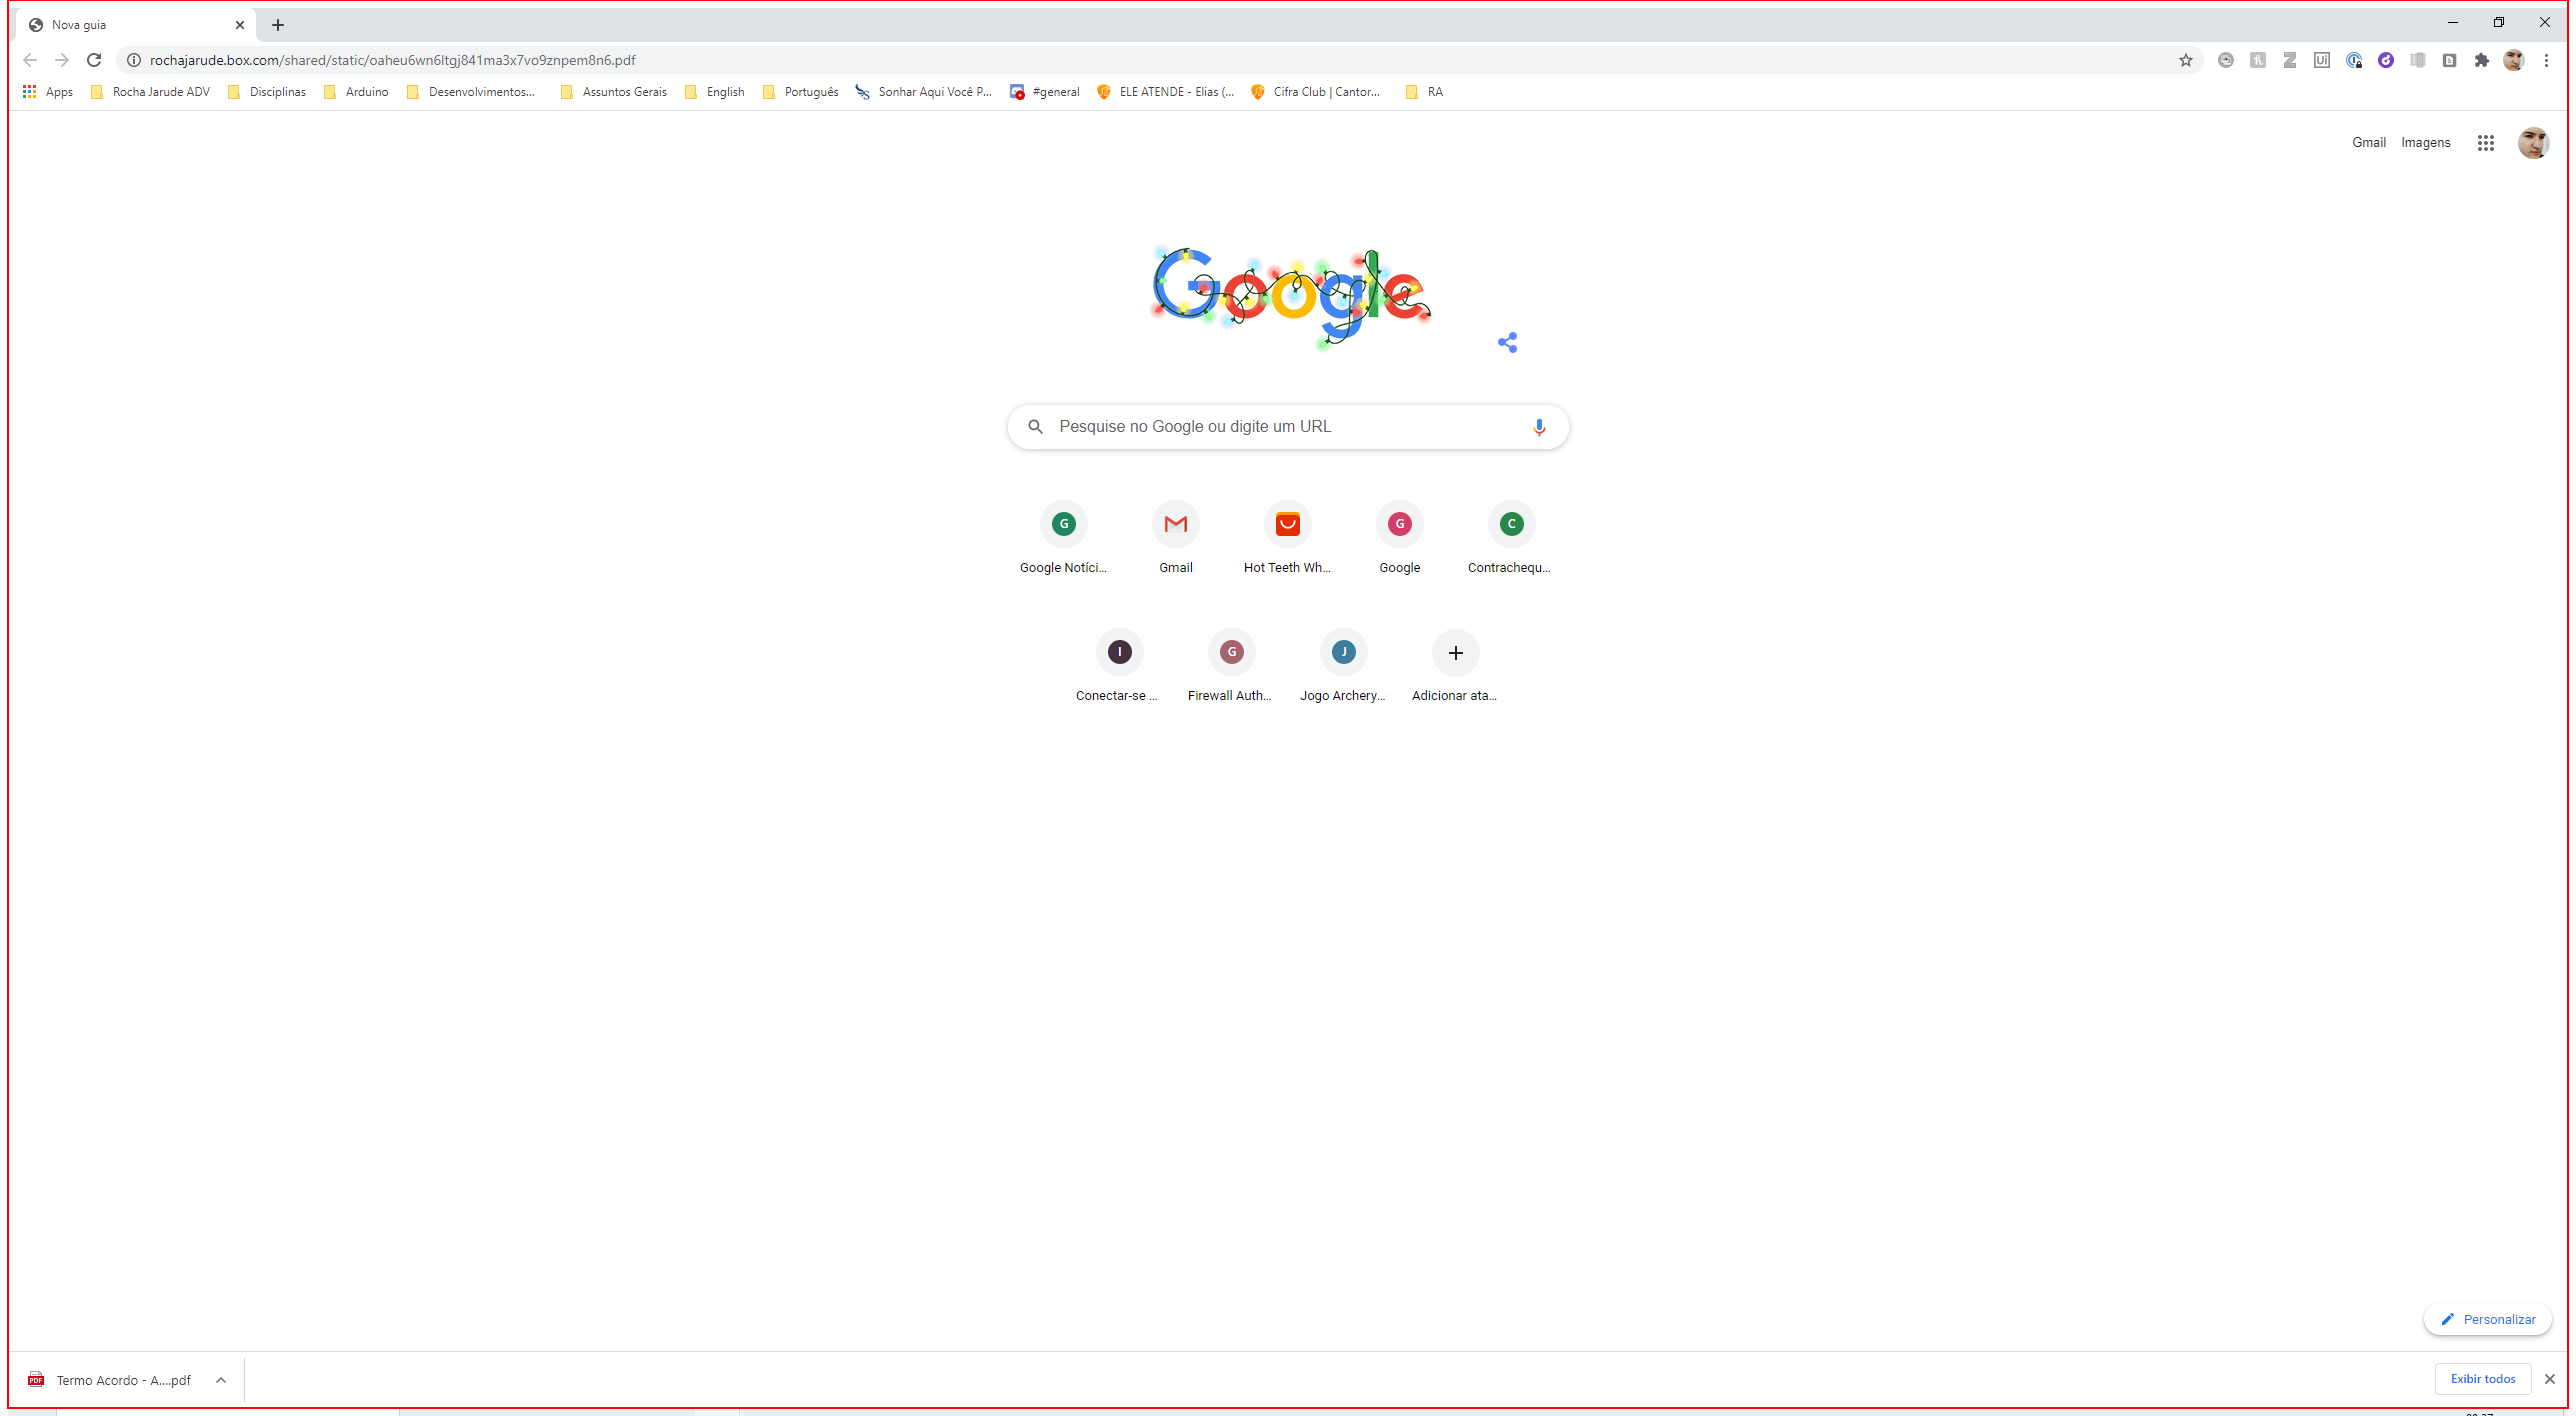 Nova guia
rochajarude.box.com/shared/static/oaheu6wn6ltgj841ma3x7vo9znpem8n6.pdf
Apps Rocha Jarude ADV Disciplinas Arduino Desenvolvimentos... Assuntos Gerais English Português Sonhar Aqui Você P... #general ELE ATENDE - Elias (... Cifra Club | Cantor... RA
Gmail Imagens
Google
Pesquise no Google ou digite um URL
G G C
Google Notíci... Gmail Hot Teeth Wh... Google Contrachequ...
I G J
Conectar-se ... Firewall Auth... Jogo Archery... Adicionar ata...
Personalizar
PDF Termo Acordo - A....pdf Exibir todos